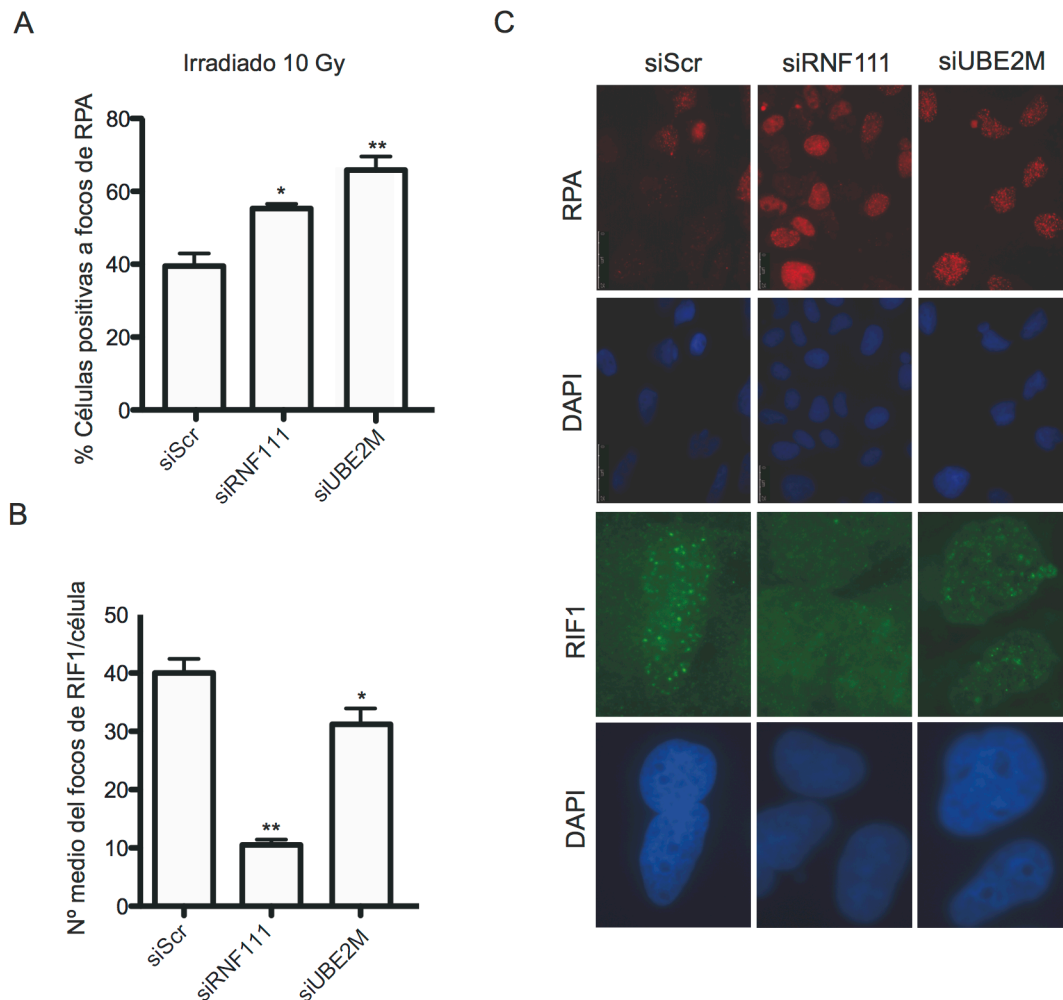 A
Irradiado 10 Gy
% Células positivas a focos de RPA
80
60
40
20
0
*
**
siScr
siRNF111
siUBE2M
B
Nº medio del focos de RIF1/célula
50
40
30
20
10
0
**
*
siScr
siRNF111
siUBE2M
C
siScr
siRNF111
siUBE2M
RPA
DAPI
RIF1
DAPI